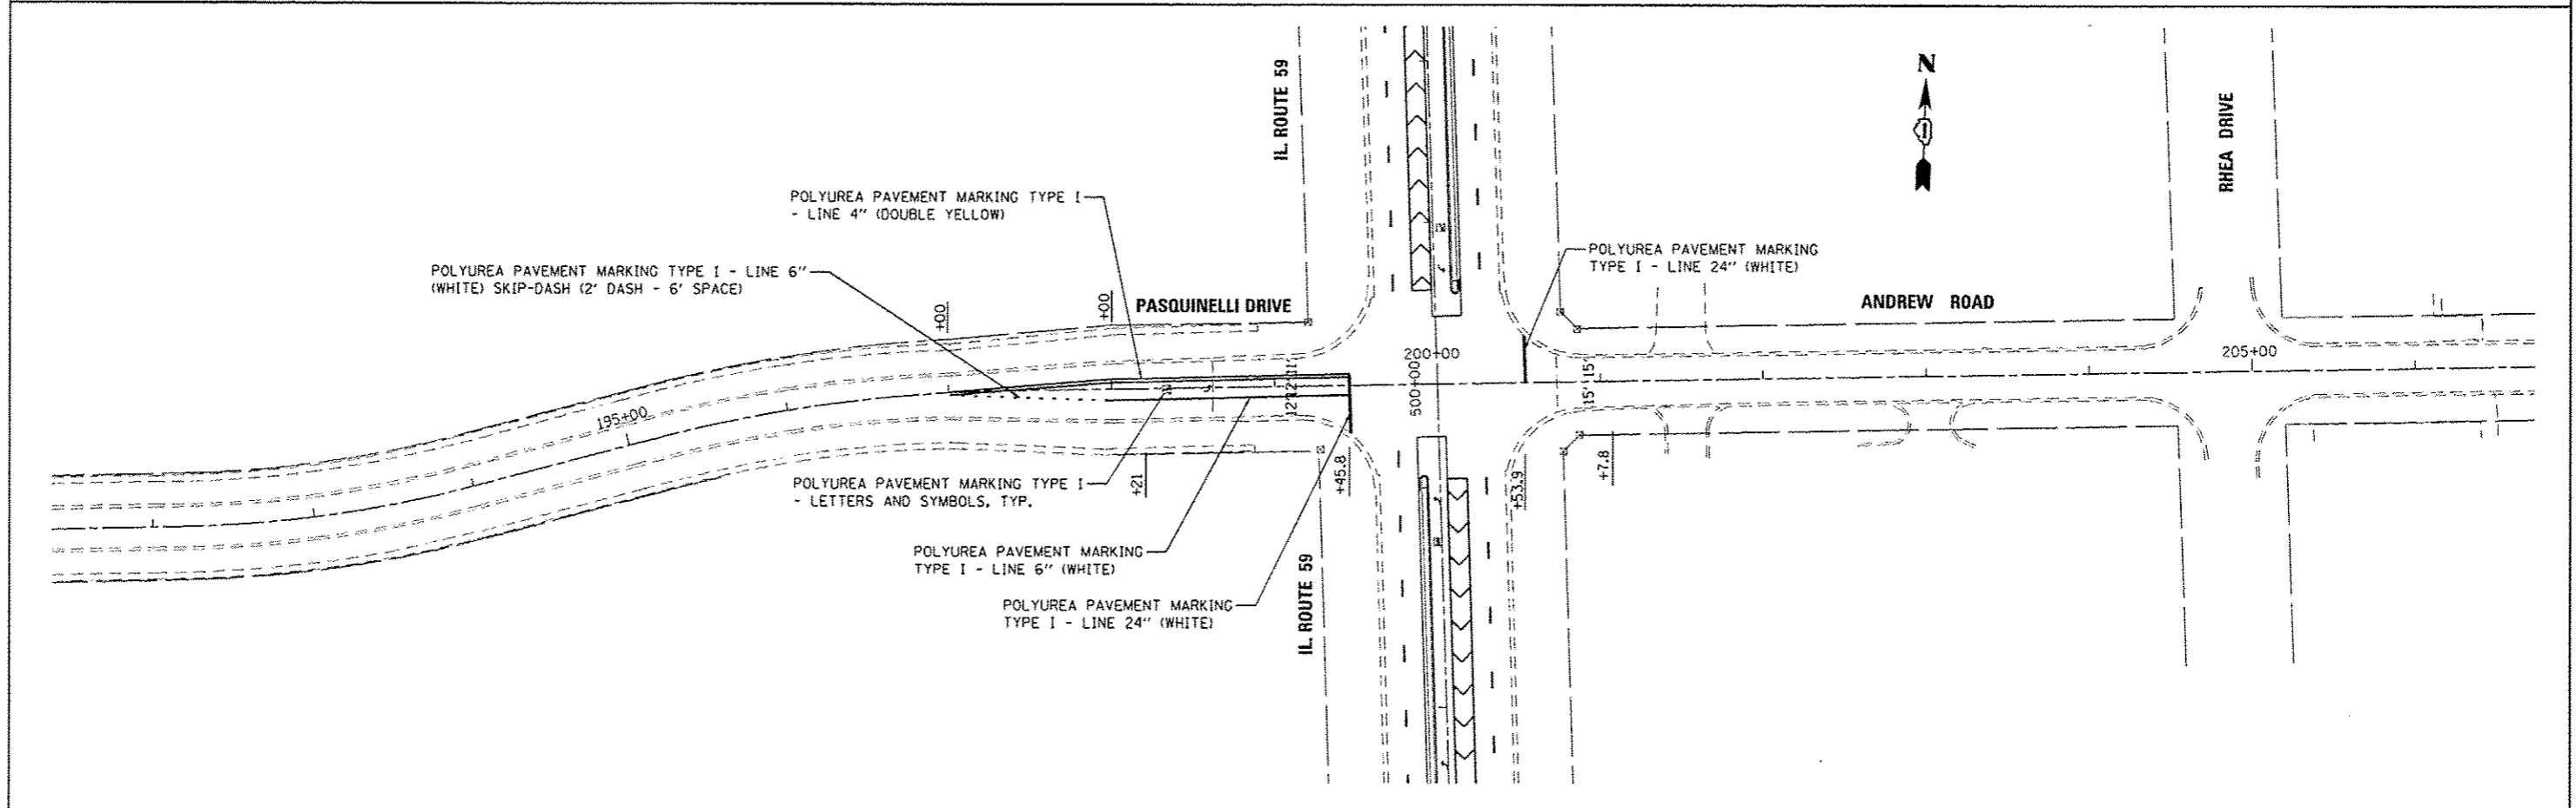 IL. ROUTE 59
N
RHEA DRIVE
POLYUREA PAVEMENT MARKING TYPE I
- LINE 4" (DOUBLE YELLOW)
POLYUREA PAVEMENT MARKING TYPE I - LINE 6"
(WHITE) SKIP-DASH (2' DASH - 6' SPACE)
POLYUREA PAVEMENT MARKING
TYPE I - LINE 24" (WHITE)
+00
+00
PASQUINELLI DRIVE
ANDREW ROAD
195+00
12' 12' 11'
200+00
500+00
15' 15'
205+00
+21
+45.8
+53.9
+7.8
POLYUREA PAVEMENT MARKING TYPE I
- LETTERS AND SYMBOLS, TYP.
POLYUREA PAVEMENT MARKING
TYPE I - LINE 6" (WHITE)
POLYUREA PAVEMENT MARKING
TYPE I - LINE 24" (WHITE)
IL. ROUTE 59